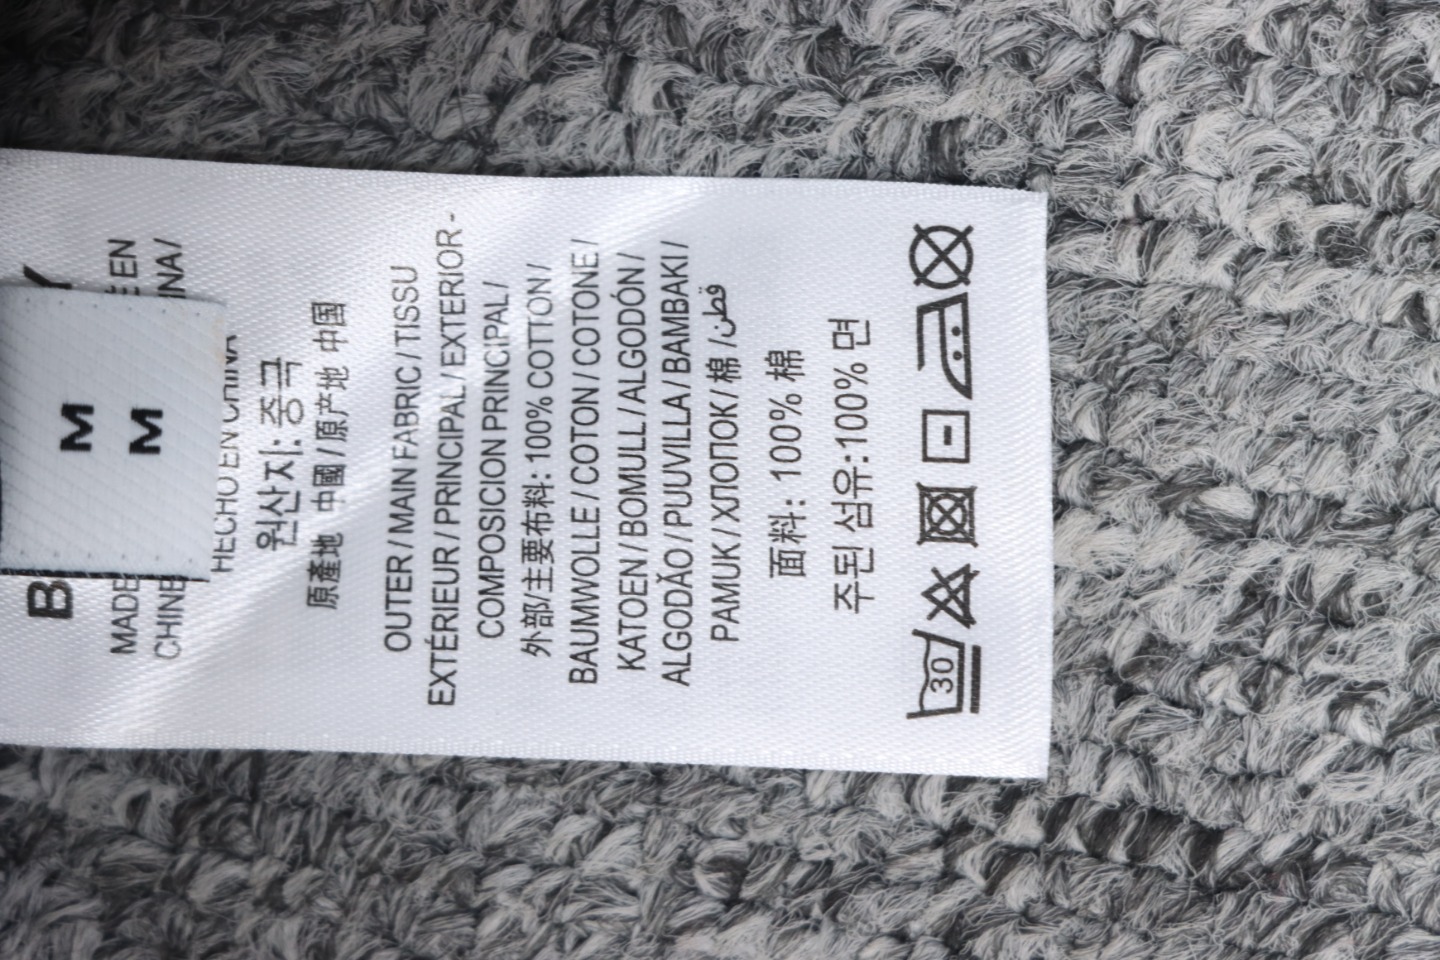 M
M
B
Y
MADE
EN
CHINE
INA/
HECHO EN CHINA
원산지: 중국
原產地 中國 / 原产地 中国
OUTER / MAIN FABRIC / TISSU
EXTÉRIEUR / PRINCIPAL / EXTERIOR -
COMPOSICION PRINCIPAL /
外部/主要布料: 100% COTTON /
BAUMWOLLE / COTON / COTONE /
KATOEN / BOMULL / ALGODÓN /
ALGODÃO / PUUVILLA / BAMBAKI /
PAMUK / ХЛОПОК / 棉 / قطن
面料: 100% 棉
주된 섬유:100% 면
30